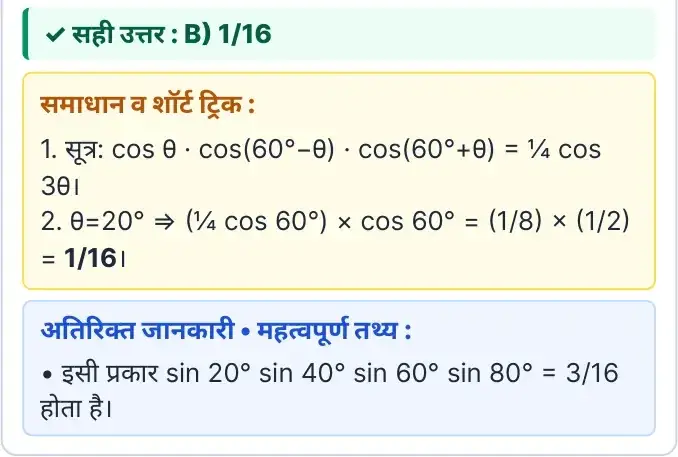 ✓ सही उत्तर : B) 1/16
समाधान व शॉर्ट ट्रिक :
1. सूत्र: cos θ · cos(60°−θ) · cos(60°+θ) = ¼ cos
3θ।
2. θ=20° ⇒ (¼ cos 60°) × cos 60° = (1/8) × (1/2)
= 1/16।
अतिरिक्त जानकारी • महत्वपूर्ण तथ्य :
• इसी प्रकार sin 20° sin 40° sin 60° sin 80° = 3/16
होता है।